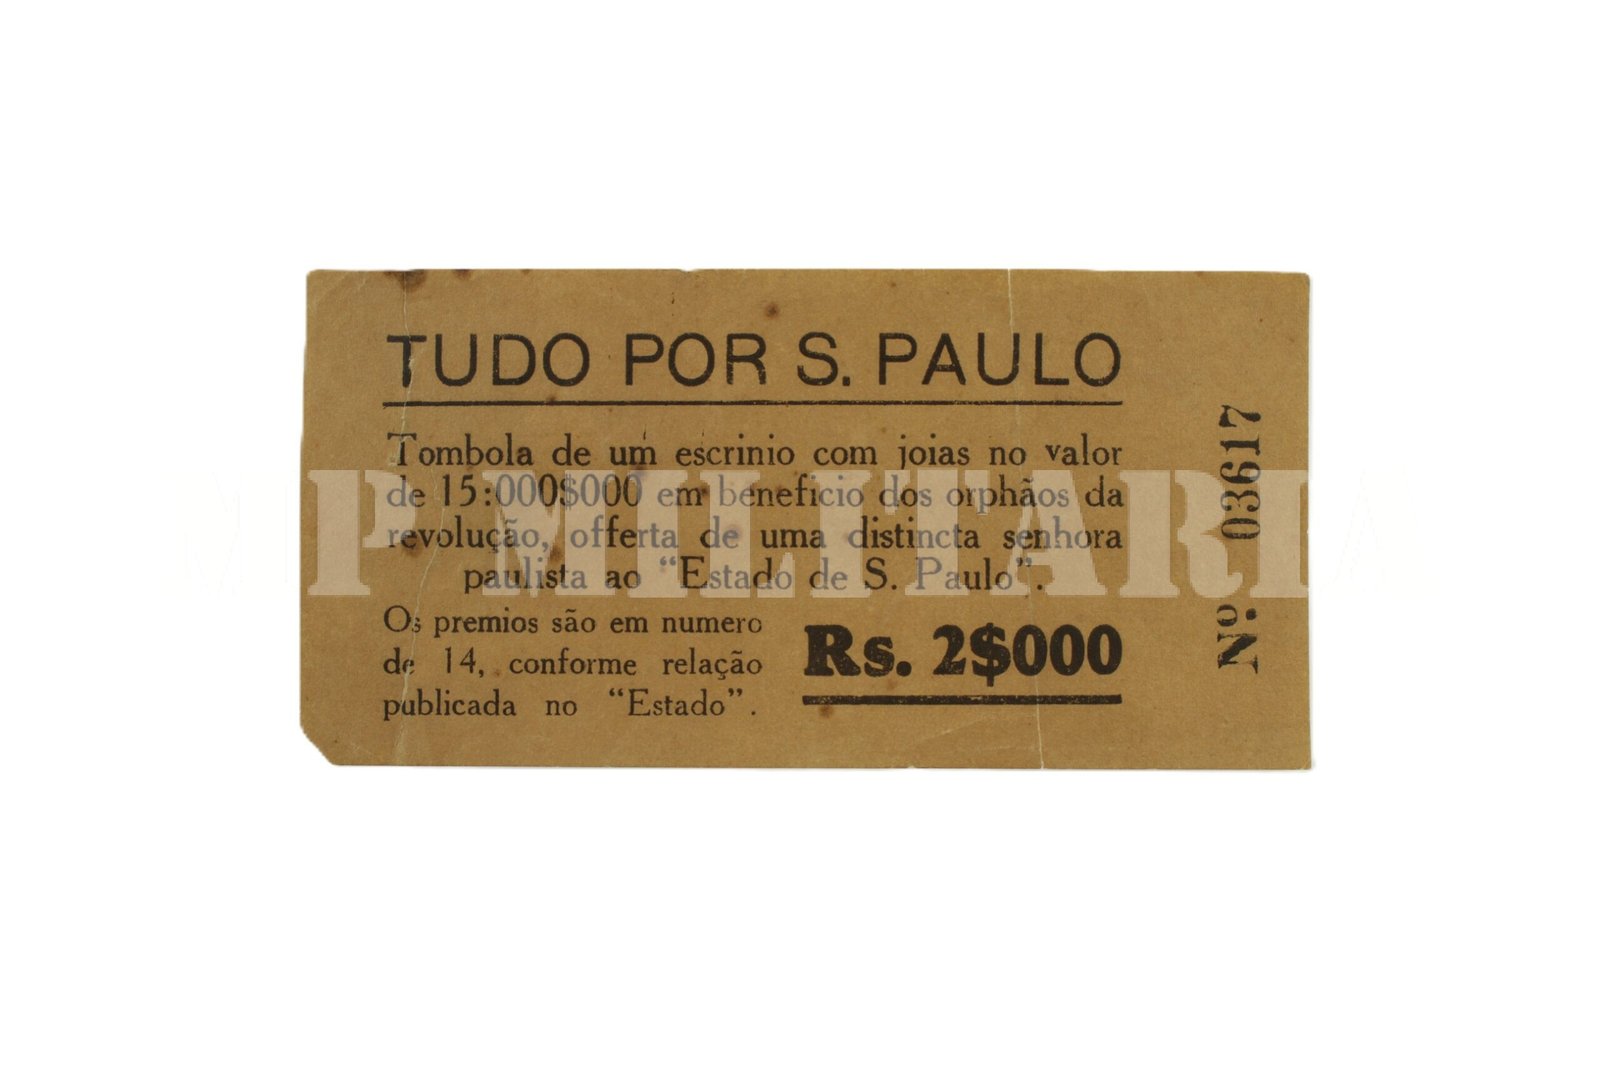 TUDO POR S. PAULO
Tombola de um escrinio com joias no valor
de 15:000$000 em beneficio dos orphãos da
revolução, offerta de uma distincta senhora
paulista ao "Estado de S. Paulo".
Os premios são em numero
de 14, conforme relação
publicada no "Estado".
Rs. 2$000
Nº. 03617
MP MILITARIA